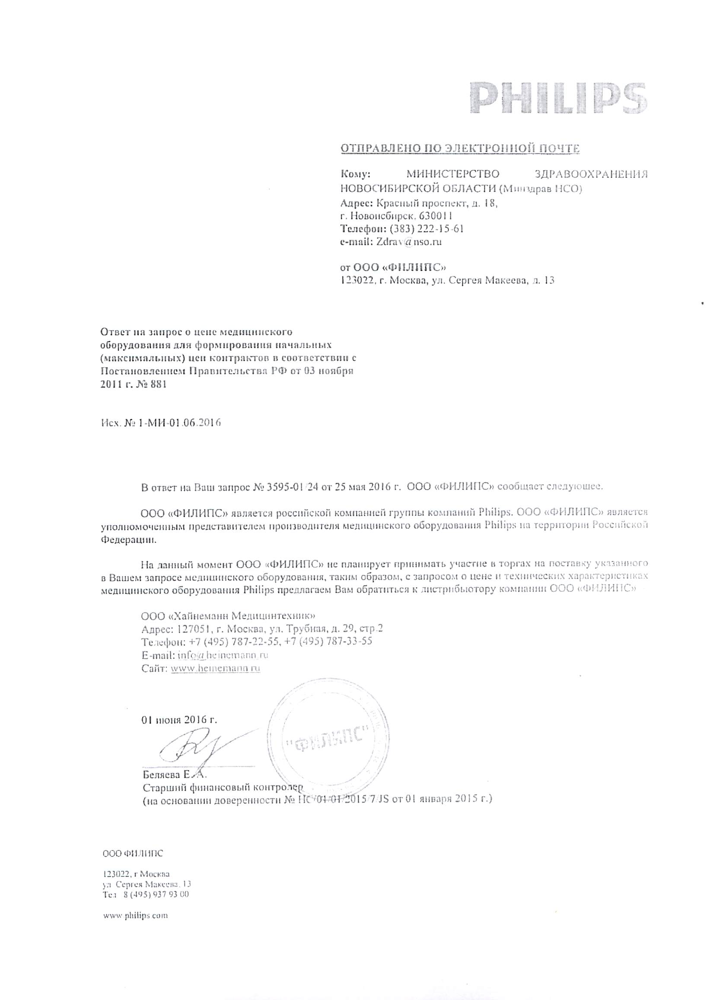 PHILIPS
ОТПРАВЛЕНО ПО ЭЛЕКТРОННОЙ ПОЧТЕ
Кому: МИНИСТЕРСТВО ЗДРАВООХРАНЕНИЯ
НОВОСИБИРСКОЙ ОБЛАСТИ (Минздрав НСО)
Адрес: Красный проспект, д. 18,
г. Новоисбирск, 630011
Телефон: (383) 222-15-61
e-mail: Zdrav@nso.ru
от ООО «ФИЛИПС»
123022, г. Москва, ул. Сергея Макеева, д. 13
Ответ на запрос о цене медицинского
оборудования для формирования начальных
(максимальных) цен контрактов в соответствии с
Постановлением Правительства РФ от 03 ноября
2011 г. № 881
Исх. № 1-МИ-01.06.2016
В ответ на Ваш запрос № 3595-01/24 от 25 мая 2016 г. ООО «ФИЛИПС» сообщает следующее.
ООО «ФИЛИПС» является российской компанией группы компаний Philips. ООО «ФИЛИПС» является
уполномоченным представителем производителя медицинского оборудования Philips на территории Российской
Федерации.
На данный момент ООО «ФИЛИПС» не планирует принимать участие в торгах на поставку указанного
в Вашем запросе медицинского оборудования, таким образом, с запросом о цене и технических характеристиках
медицинского оборудования Philips предлагаем Вам обратиться к дистрибьютору компании ООО «ФИЛИПС»
ООО «Хайнеманн Медицинтехник»
Адрес: 127051, г. Москва, ул. Трубная, д. 29, стр.2
Телефон: +7 (495) 787-22-55, +7 (495) 787-33-55
E-mail: info@heinemann.ru
Сайт: www.heinemann.ru
01 июня 2016 г.
"ФИЛИПС"
Беляева Е. А.
Старший финансовый контролер
(на основании доверенности № НС/01/01/2015/7/JS от 01 января 2015 г.)
ООО ФИЛИПС
123022, г Москва
ул Сергея Макеева, 13
Тел 8 (495) 937 93 00
www.philips.com